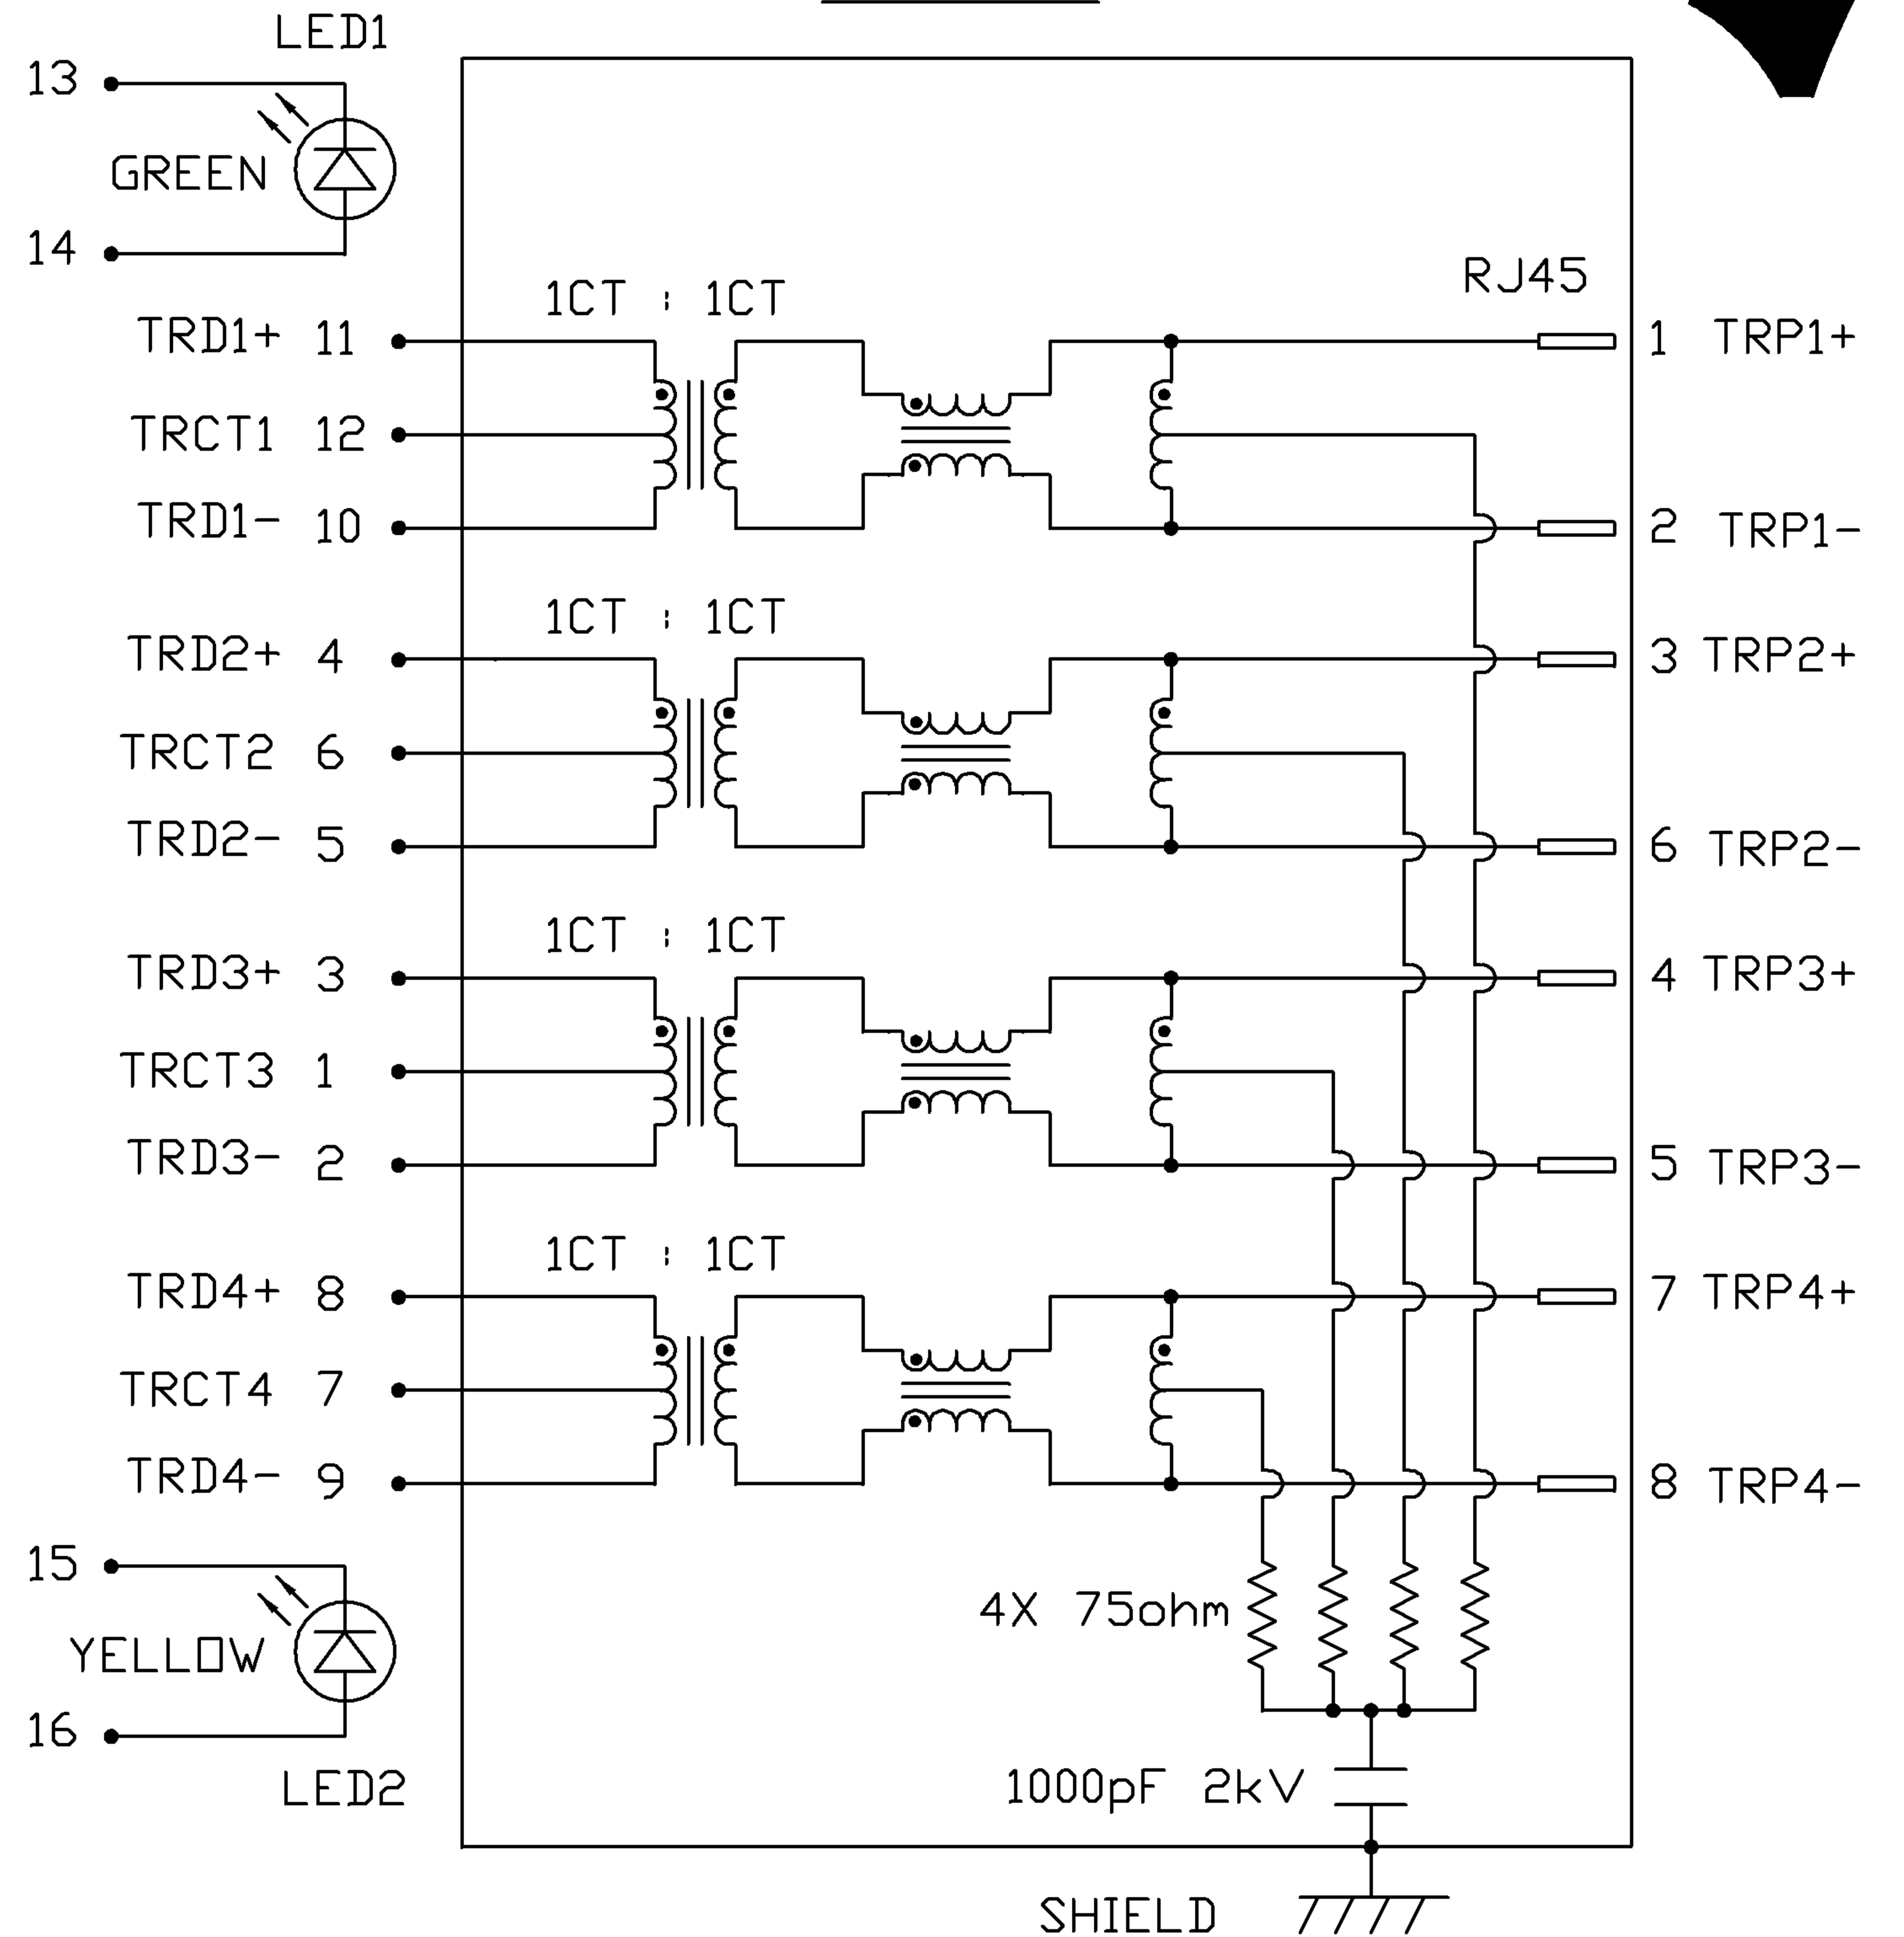 LED1
13
GREEN
14
1CT : 1CT
RJ45
TRD1+ 11
1 TRP1+
TRCT1 12
TRD1- 10
2 TRP1-
1CT : 1CT
TRD2+ 4
3 TRP2+
TRCT2 6
TRD2- 5
6 TRP2-
1CT : 1CT
TRD3+ 3
4 TRP3+
TRCT3 1
TRD3- 2
5 TRP3-
1CT : 1CT
TRD4+ 8
7 TRP4+
TRCT4 7
TRD4- 9
8 TRP4-
15
4X 75ohm
YELLOW
16
LED2
1000pF 2kV
SHIELD